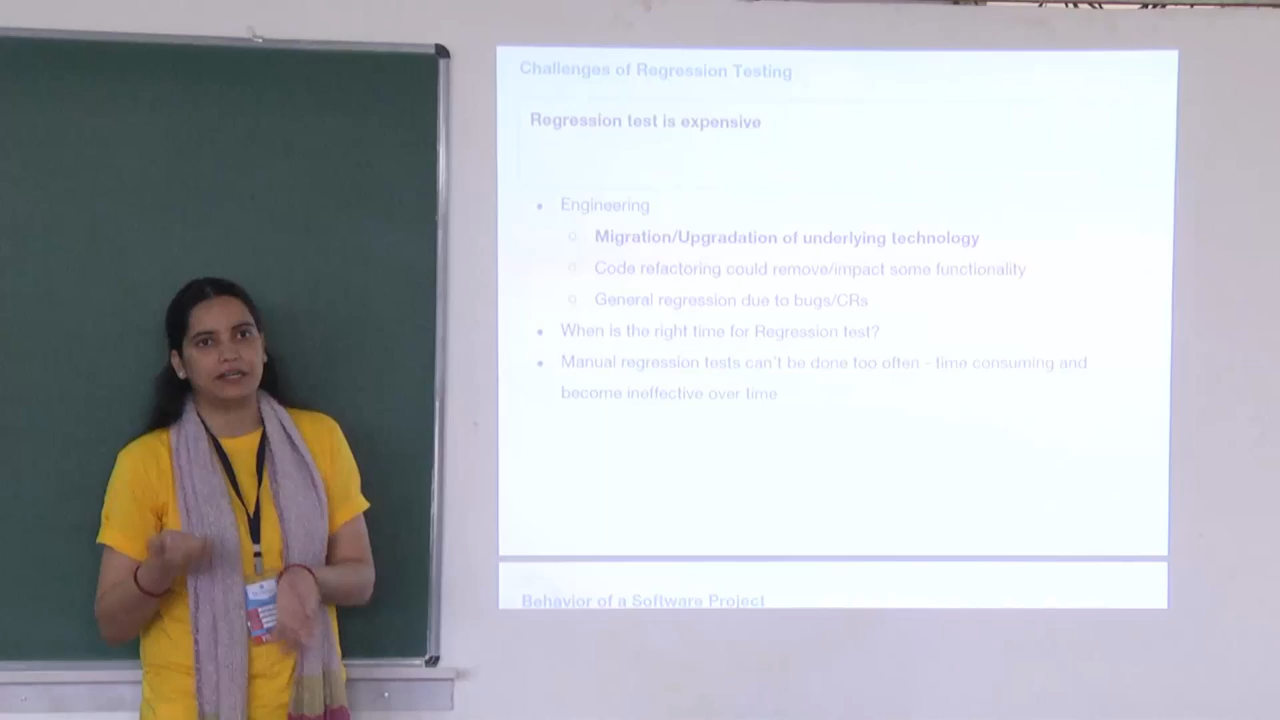 Challenges of Regression Testing
Regression test is expensive
Engineering
Migration/Upgradation of underlying technology
Code refactoring could remove/impact some functionality
General regression due to bugs/CRs
When is the right time for Regression test?
Manual regression tests can't be done too often - time consuming and
become ineffective over time
Behavior of a Software Project